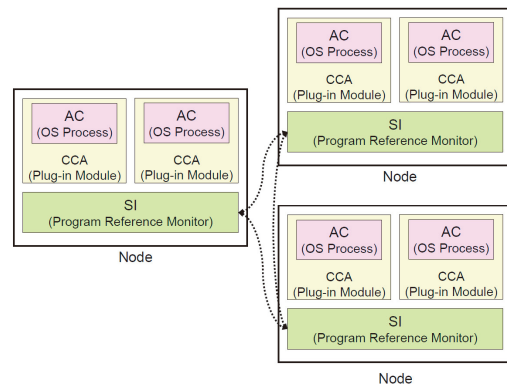 AC
(OS Process)
CCA
(Plug-in Module)
AC
(OS Process)
CCA
(Plug-in Module)
SI
(Program Reference Monitor)
Node
AC
(OS Process)
CCA
(Plug-in Module)
AC
(OS Process)
CCA
(Plug-in Module)
SI
(Program Reference Monitor)
Node
AC
(OS Process)
CCA
(Plug-in Module)
AC
(OS Process)
CCA
(Plug-in Module)
SI
(Program Reference Monitor)
Node